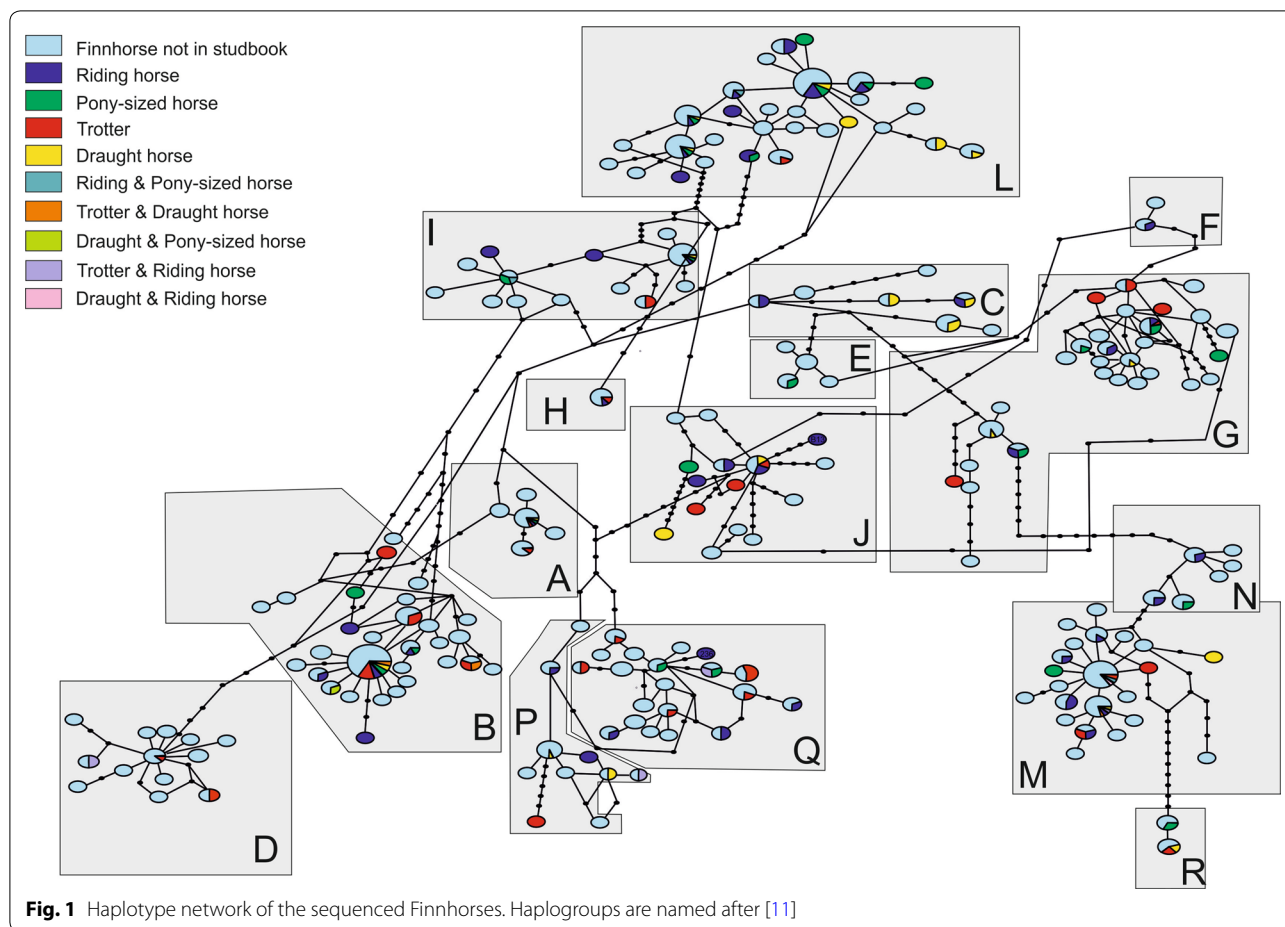 Finnhorse not in studbook
Riding horse
Pony-sized horse
Trotter
Draught horse
Riding & Pony-sized horse
Trotter & Draught horse
Draught & Pony-sized horse
Trotter & Riding horse
Draught & Riding horse
L
I
F
C
E
H
G
J
A
N
B
P
Q
M
D
R
Fig. 1 Haplotype network of the sequenced Finnhorses. Haplogroups are named after [11]